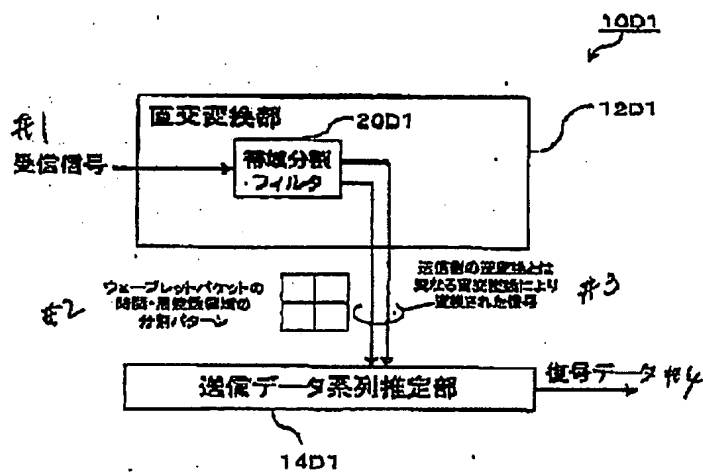 10D1
12D1
直交変換部
20D1
#1
受信信号
帯域分割
フィルタ
#2
ウェーブレットパケットの
時間・周波数領域の
分割パターン
送信側の逆変換とは
異なる直交変換により
変換された信号
#3
送信データ系列推定部
復号データ #4
14D1